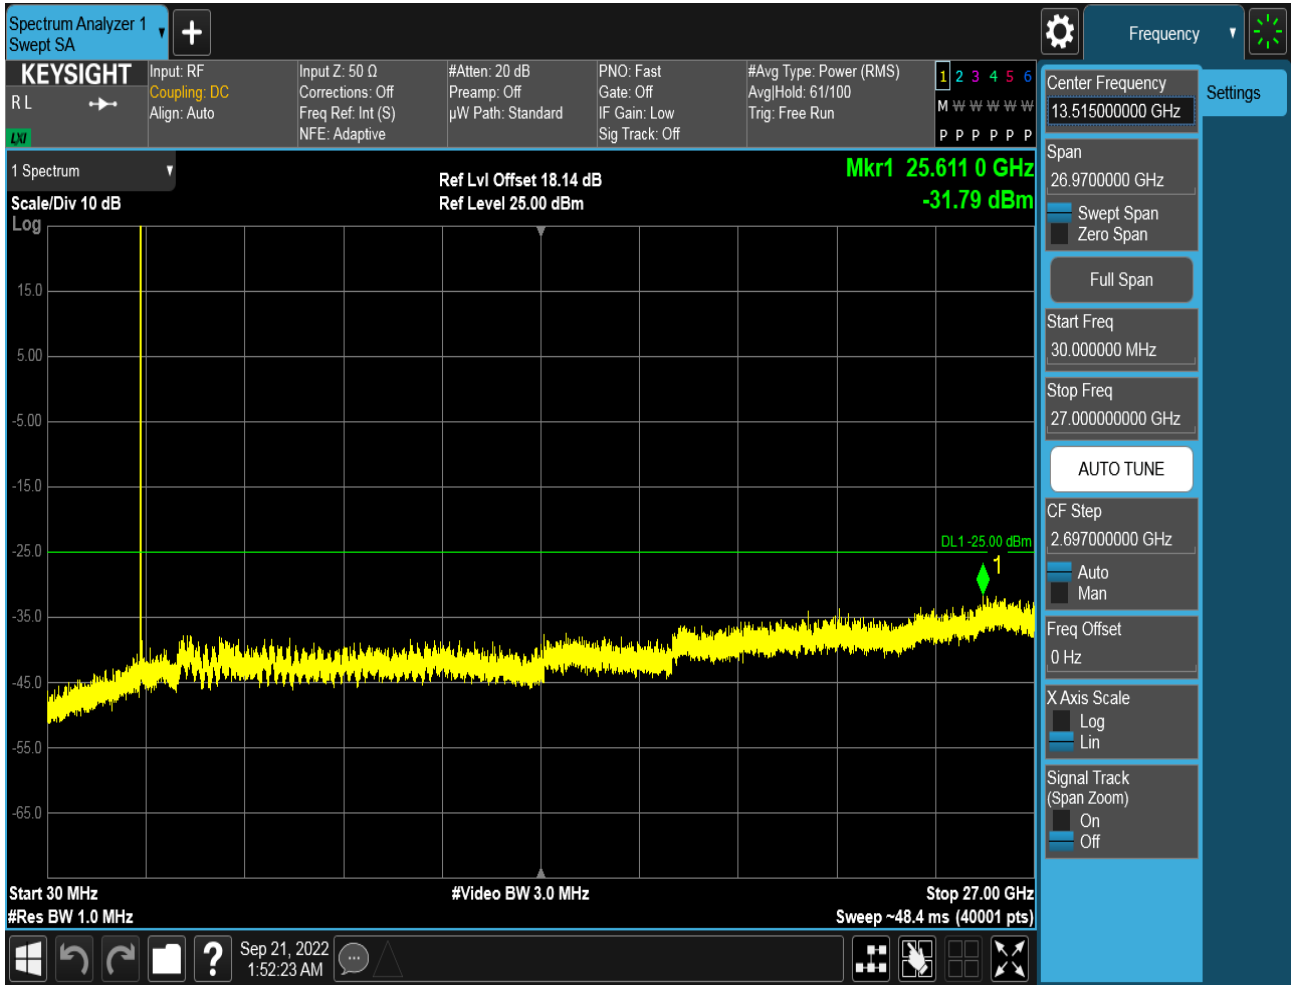 Spectrum Analyzer 1
Swept SA
Frequency
KEYSIGHT
R L
LXI
Input: RF
Coupling: DC
Align: Auto
Input Z: 50 Ω
Corrections: Off
Freq Ref: Int (S)
NFE: Adaptive
#Atten: 20 dB
Preamp: Off
µW Path: Standard
PNO: Fast
Gate: Off
IF Gain: Low
Sig Track: Off
#Avg Type: Power (RMS)
Avg|Hold: 61/100
Trig: Free Run
1 2 3 4 5 6
M W W W W W
P P P P P P
1 Spectrum
Scale/Div 10 dB
Log
Ref Lvl Offset 18.14 dB
Ref Level 25.00 dBm
Mkr1 25.611 0 GHz
-31.79 dBm
15.0
5.00
-5.00
-15.0
-25.0
-35.0
-45.0
-55.0
-65.0
DL1 -25.00 dBm
1
Start 30 MHz
#Res BW 1.0 MHz
#Video BW 3.0 MHz
Stop 27.00 GHz
Sweep ~48.4 ms (40001 pts)
Center Frequency
13.515000000 GHz
Span
26.9700000 GHz
Swept Span
Zero Span
Full Span
Start Freq
30.000000 MHz
Stop Freq
27.000000000 GHz
AUTO TUNE
CF Step
2.697000000 GHz
Auto
Man
Freq Offset
0 Hz
X Axis Scale
Log
Lin
Signal Track
(Span Zoom)
On
Off
Settings
?
Sep 21, 2022
1:52:23 AM